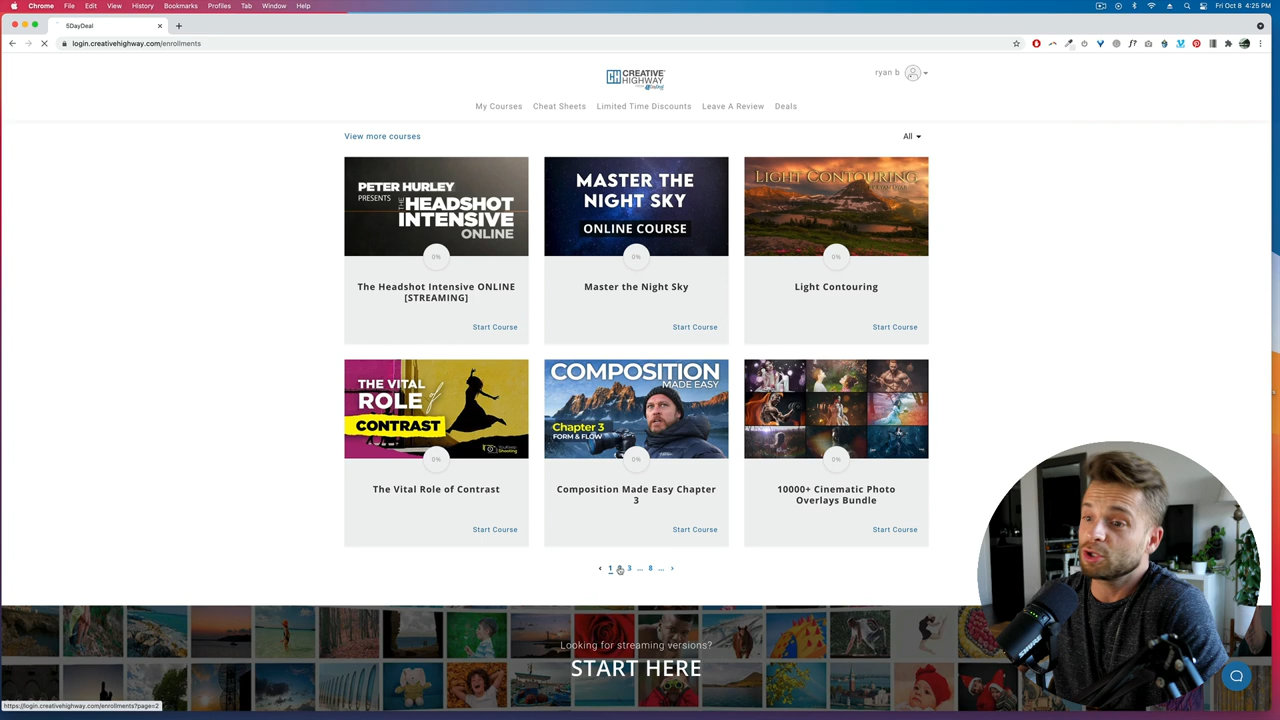 Chrome File Edit View History Bookmarks Profiles Tab Window Help Fri Oct 8 4:25 PM
5DayDeal
login.creativehighway.com/enrollments
CH CREATIVE
HIGHWAY
ryan b
My Courses Cheat Sheets Limited Time Discounts Leave A Review Deals
View more courses
All
PETER HURLEY
PRESENTS THE HEADSHOT
INTENSIVE
ONLINE
0%
The Headshot Intensive ONLINE
[STREAMING]
Start Course
MASTER THE
NIGHT SKY
ONLINE COURSE
0%
Master the Night Sky
Start Course
LIGHT CONTOURING
0%
Light Contouring
Start Course
THE VITAL
ROLE of
CONTRAST
0%
The Vital Role of Contrast
Start Course
COMPOSITION
MADE EASY
Chapter 3
FORM & FLOW
0%
Composition Made Easy Chapter
3
Start Course
0%
10000+ Cinematic Photo
Overlays Bundle
Start Course
‹ 1 2 3 ... 8 ... ›
Looking for streaming versions?
START HERE
https://login.creativehighway.com/enrollments?page=2